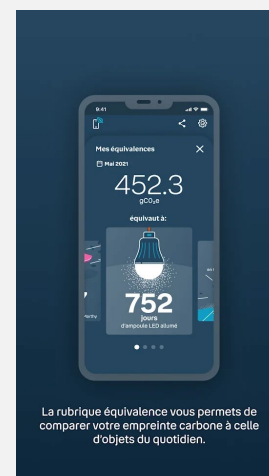 9:41
Mes équivalences
Mai 2021
452.3
gCO₂e
équivaut à:
752
jours
d'ampoule LED allumé
La rubrique équivalence vous permets de
comparer votre empreinte carbone à celle
d'objets du quotidien.